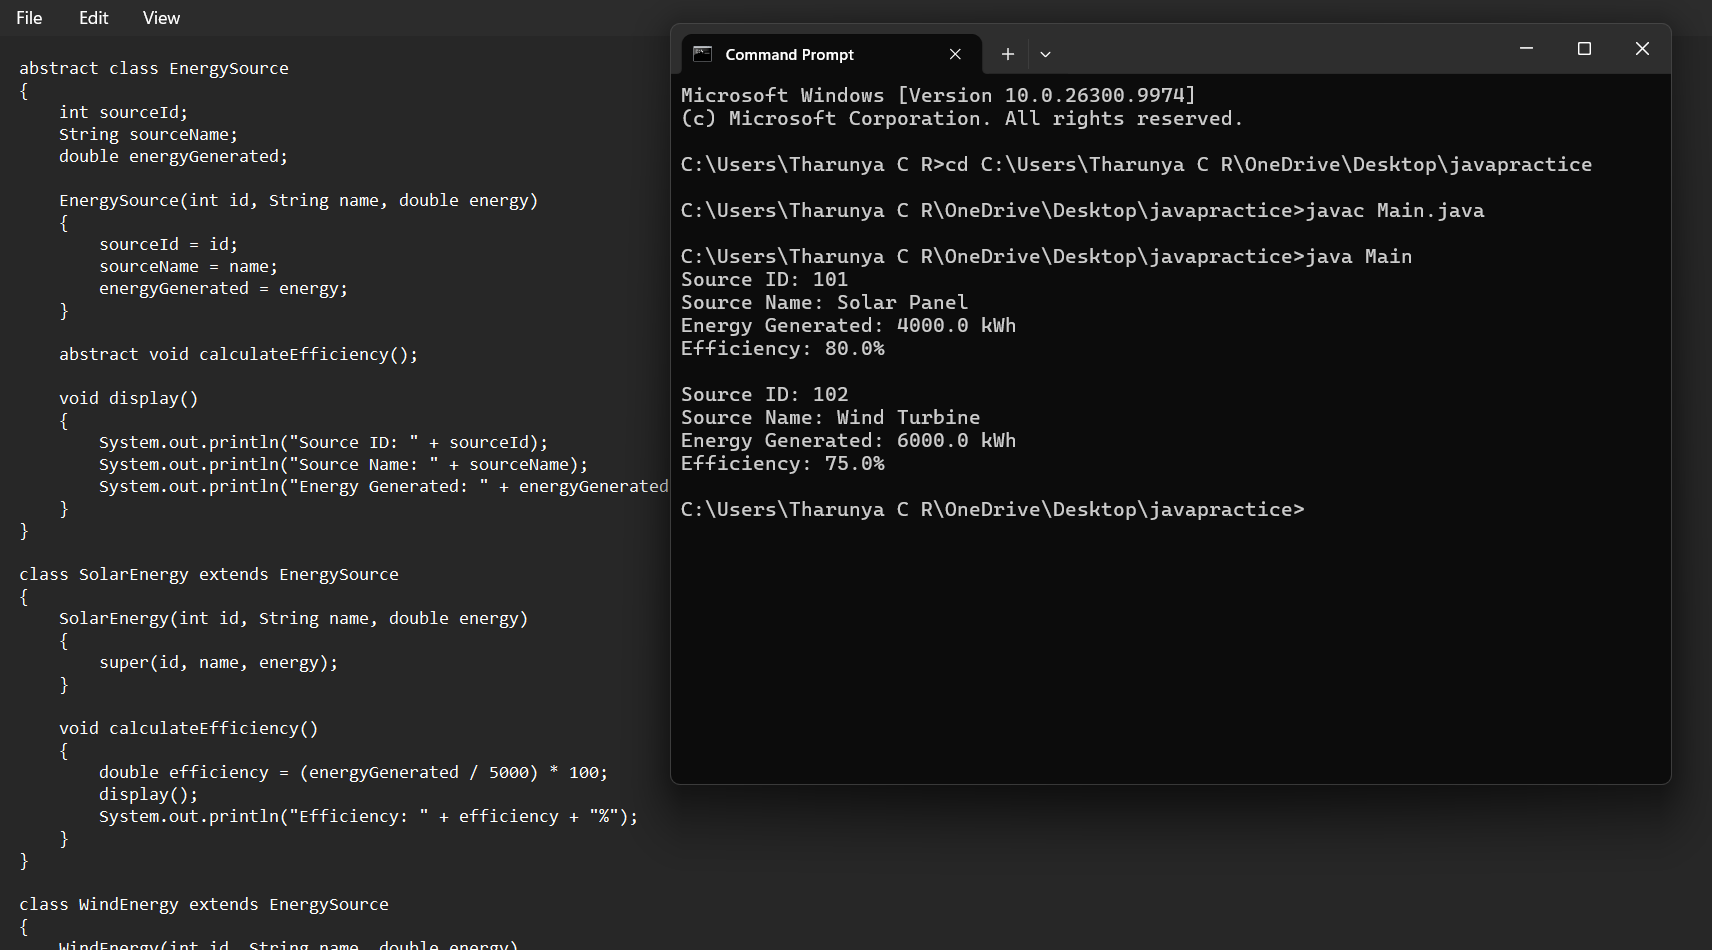 File Edit View
abstract class EnergySource
{
    int sourceId;
    String sourceName;
    double energyGenerated;

    EnergySource(int id, String name, double energy)
    {
        sourceId = id;
        sourceName = name;
        energyGenerated = energy;
    }

    abstract void calculateEfficiency();

    void display()
    {
        System.out.println("Source ID: " + sourceId);
        System.out.println("Source Name: " + sourceName);
        System.out.println("Energy Generated: " + energyGenerated
    }
}

class SolarEnergy extends EnergySource
{
    SolarEnergy(int id, String name, double energy)
    {
        super(id, name, energy);
    }

    void calculateEfficiency()
    {
        double efficiency = (energyGenerated / 5000) * 100;
        display();
        System.out.println("Efficiency: " + efficiency + "%");
    }
}

class WindEnergy extends EnergySource
{
    WindEnergy(int id, String name, double energy)
Command Prompt
Microsoft Windows [Version 10.0.26300.9974]
(c) Microsoft Corporation. All rights reserved.

C:\Users\Tharunya C R>cd C:\Users\Tharunya C R\OneDrive\Desktop\javapractice

C:\Users\Tharunya C R\OneDrive\Desktop\javapractice>javac Main.java

C:\Users\Tharunya C R\OneDrive\Desktop\javapractice>java Main
Source ID: 101
Source Name: Solar Panel
Energy Generated: 4000.0 kWh
Efficiency: 80.0%

Source ID: 102
Source Name: Wind Turbine
Energy Generated: 6000.0 kWh
Efficiency: 75.0%

C:\Users\Tharunya C R\OneDrive\Desktop\javapractice>